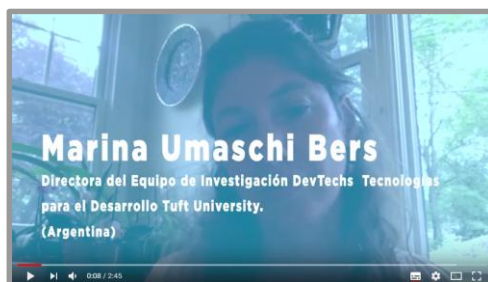 Marina Umaschi Bers
Directora del Equipo de Investigación DevTechs Tecnologías
para el Desarrollo Tuft University.
(Argentina)
0:08 / 2:45